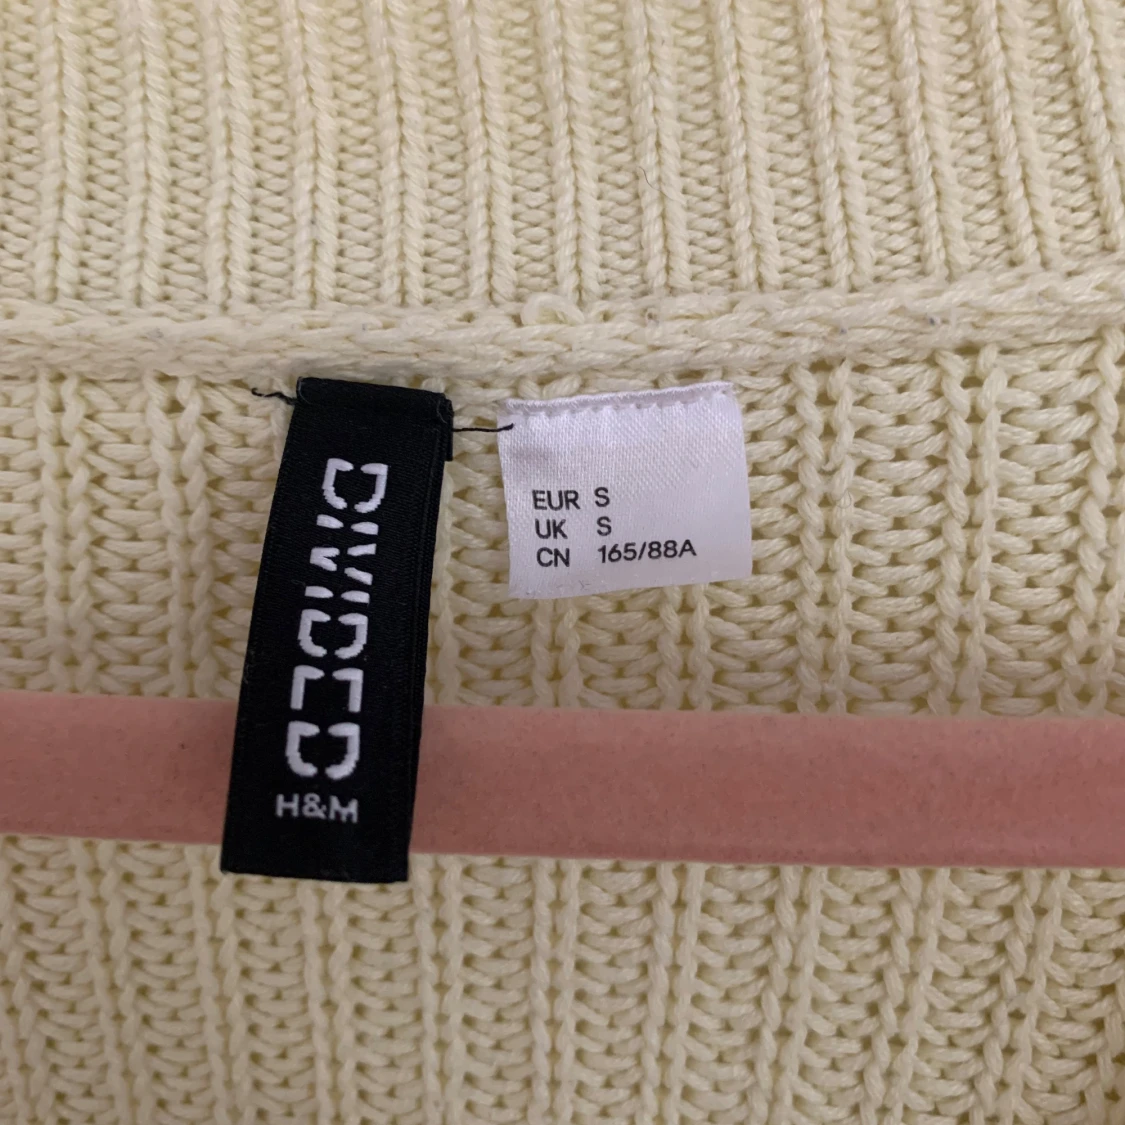 DIVIDED
H&M
EUR S
UK S
CN 165/88A